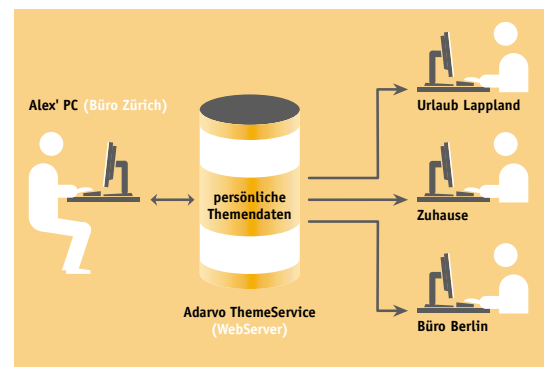 Alex' PC (Büro Zürich)
persönliche
Themendaten
Adarvo ThemeService
(WebServer)
Urlaub Lappland
Zuhause
Büro Berlin